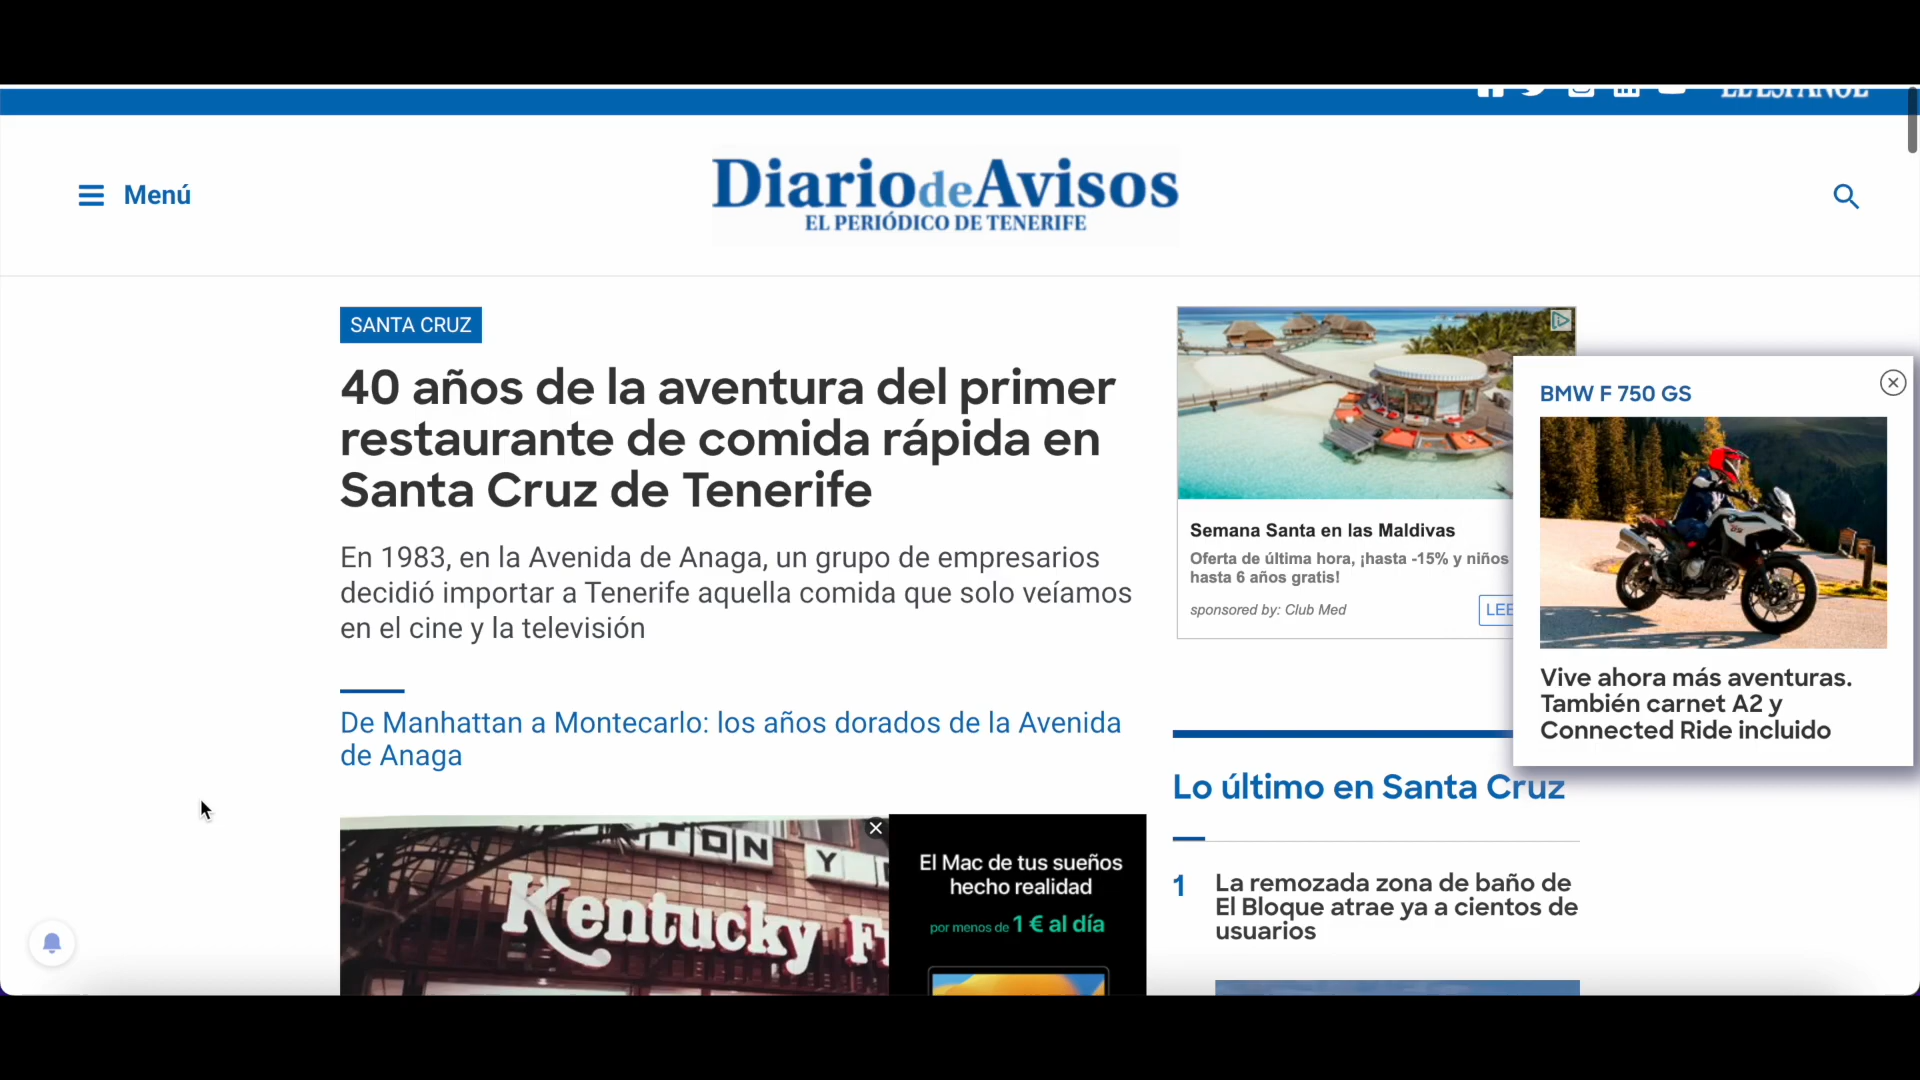 EL ESPAÑOL
Menú
DiariodeAvisos
EL PERIÓDICO DE TENERIFE
SANTA CRUZ
40 años de la aventura del primer
restaurante de comida rápida en
Santa Cruz de Tenerife
En 1983, en la Avenida de Anaga, un grupo de empresarios
decidió importar a Tenerife aquella comida que solo veíamos
en el cine y la televisión
De Manhattan a Montecarlo: los años dorados de la Avenida
de Anaga
TON Y
Kentucky F
El Mac de tus sueños
hecho realidad
por menos de 1 € al día
Semana Santa en las Maldivas
Oferta de última hora, ¡hasta -15% y niños
hasta 6 años gratis!
sponsored by: Club Med
LEE
BMW F 750 GS
Vive ahora más aventuras.
También carnet A2 y
Connected Ride incluido
Lo último en Santa Cruz
1 La remozada zona de baño de
El Bloque atrae ya a cientos de
usuarios